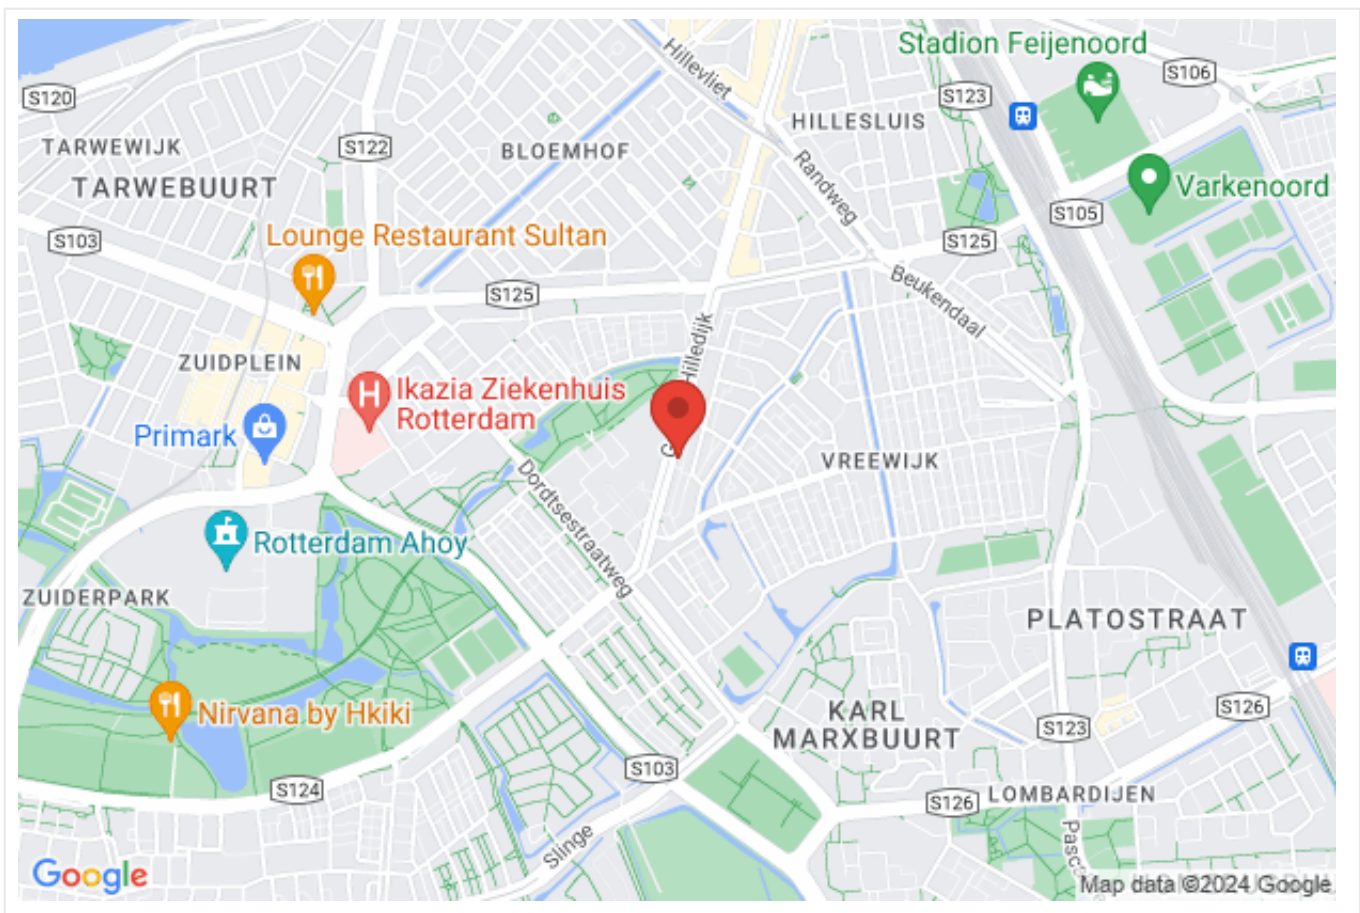 Stadion Feijenoord
Hillevliet
S106
S123
S120
HILLESLUIS
TARWEWIJK
S122
BLOEMHOF
Randweg
TARWEBUURT
Varkenoord
S105
S103
Lounge Restaurant Sultan
S125
S125
Beukendaal
Hilledijk
ZUIDPLEIN
Ikazia Ziekenhuis
Rotterdam
Primark
VREEWIJK
Dordtsestraatweg
Rotterdam Ahoy
ZUIDERPARK
PLATOSTRAAT
Nirvana by Hkiki
KARL
MARXBUURT
S126
S123
S103
S124
S126
LOMBARDIJEN
Slinge
Google
Map data ©2024 Google